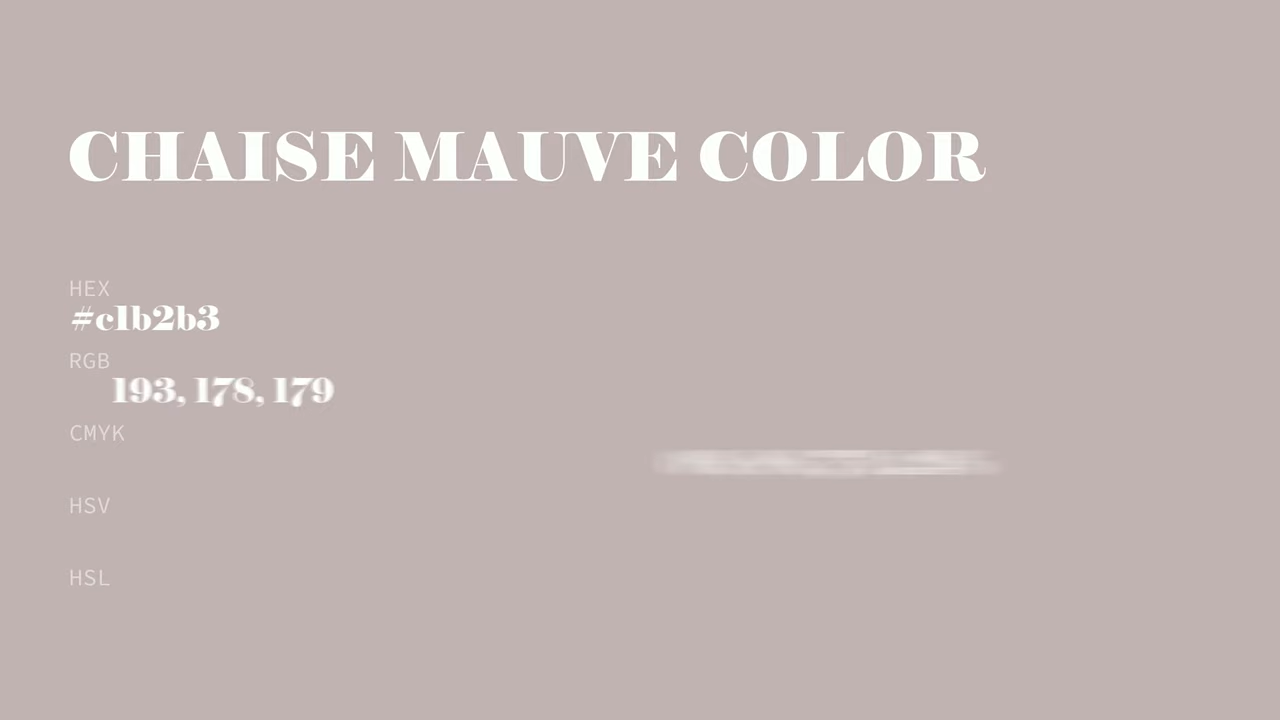 CHAISE MAUVE COLOR
HEX
#c1b2b3
RGB
193, 178, 179
CMYK
HSV
HSL